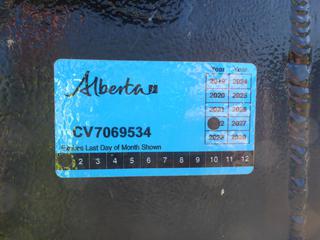 Year Year
Alberta
2019 2024
2020 2025
2021 2026
2027
CV7069534
2023 2028
Expires Last Day of Month Shown
2 3 4 5 6 7 8 9 10 11 12